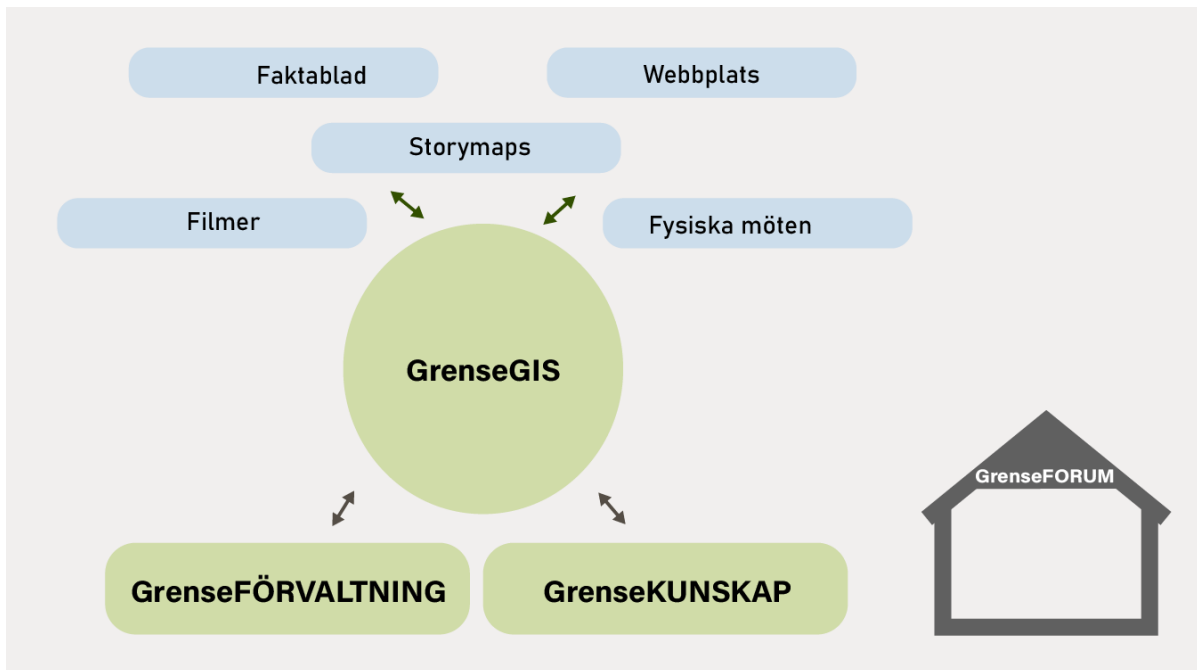 Faktablad
Webbplats
Storymaps
Filmer
Fysiska möten
GrenseGIS
GrenseFORUM
GrenseFÖRVALTNING
GrenseKUNSKAP